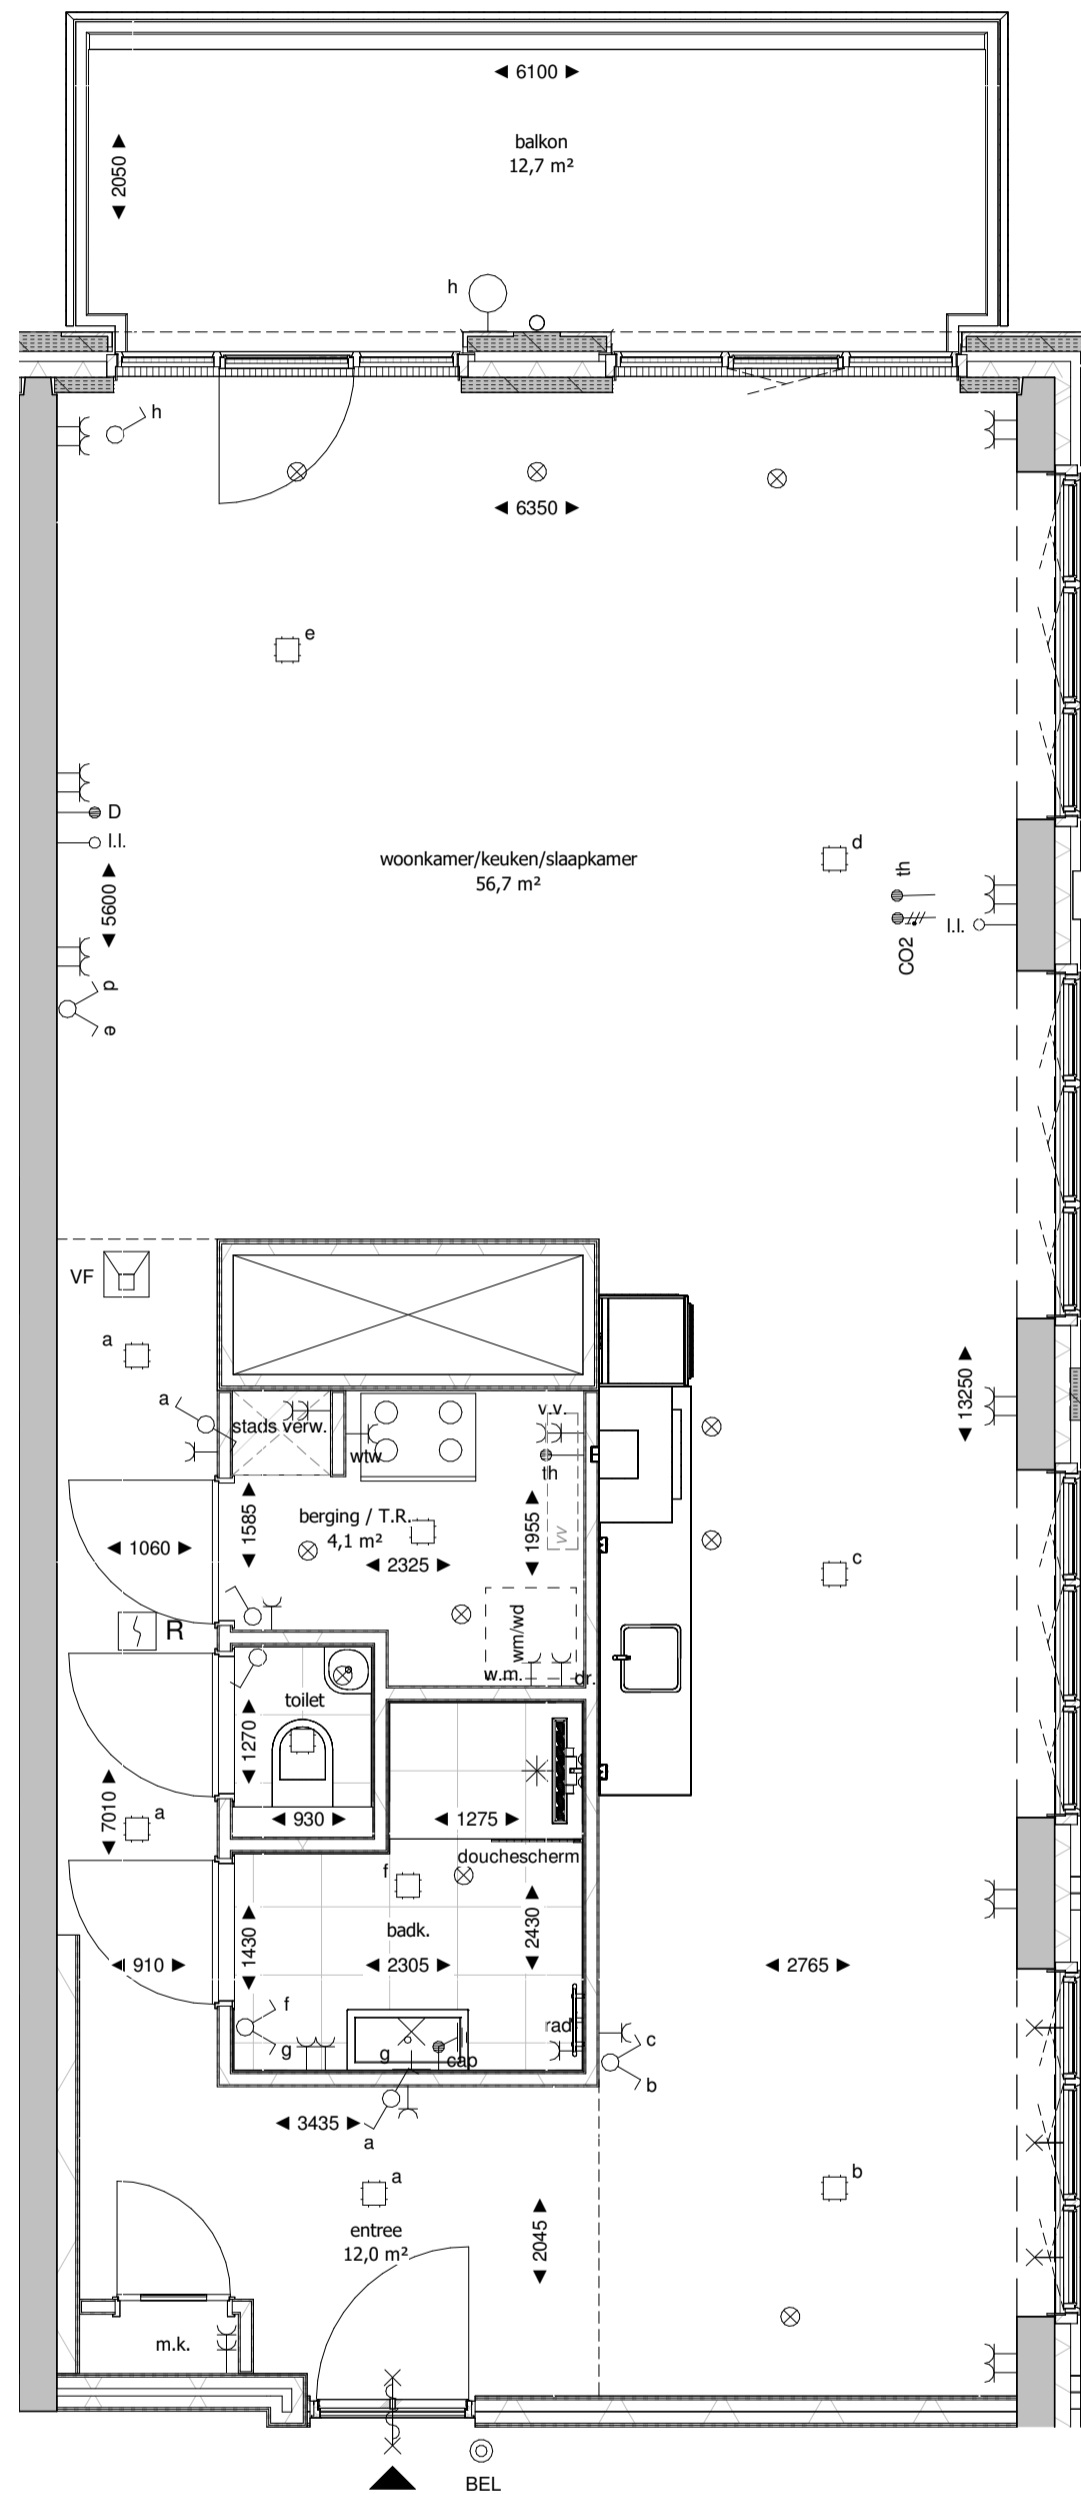 6100
balkon
12,7 m²
2050
h
h
6350
e
D
l.l.
woonkamer/keuken/slaapkamer
56,7 m²
d
th
5600
l.l.
CO2
d
e
VF
a
a
stads verw.
v.v.
13250
wtw
th
berging / T.R.
4,1 m²
1585
1955
vv
1060
2325
c
R
wm/wd
w.m.
dr.
toilet
1270
7010
a
930
1275
douchescherm
f
badk.
1430
2430
910
2305
2765
f
g
rad
g
cap
c
b
3435
a
a
b
entree
12,0 m²
2045
m.k.
BEL